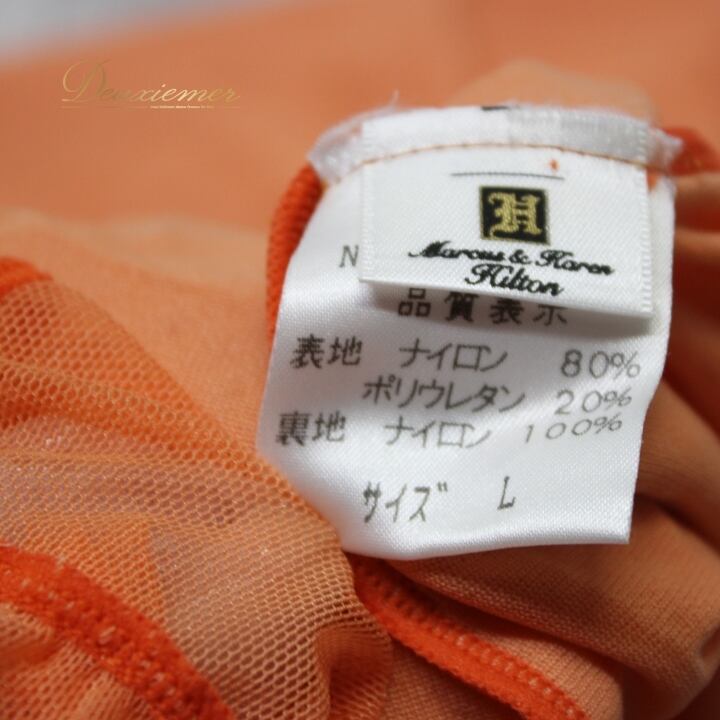 Deuxiemer
H
Marcus & Karen
Hilton
N
品質表示
表地 ナイロン 80%
ポリウレタン 20%
裏地 ナイロン 100%
サイズ L